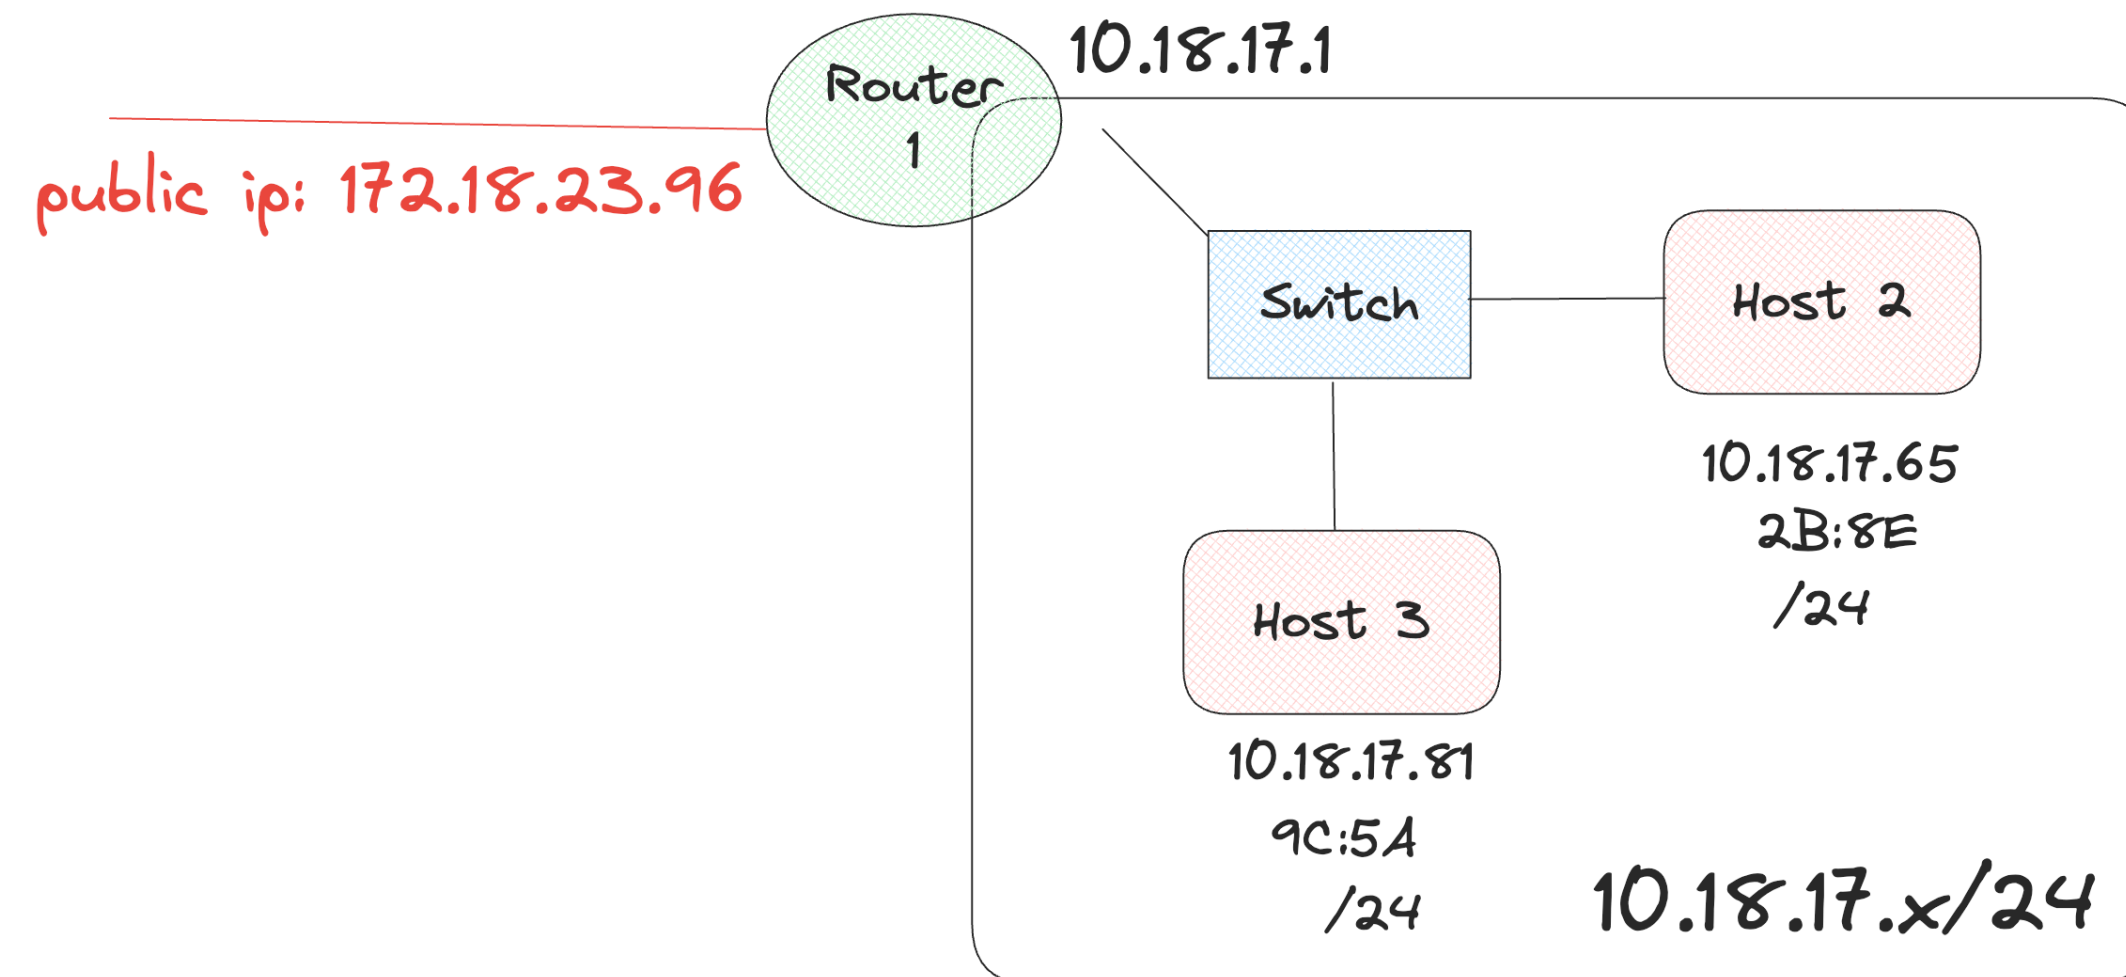 10.18.17.1
Router
1
public ip: 172.18.23.96
Switch
Host 2
10.18.17.65
2B:8E
/24
Host 3
10.18.17.81
9C:5A
/24
10.18.17.x/24